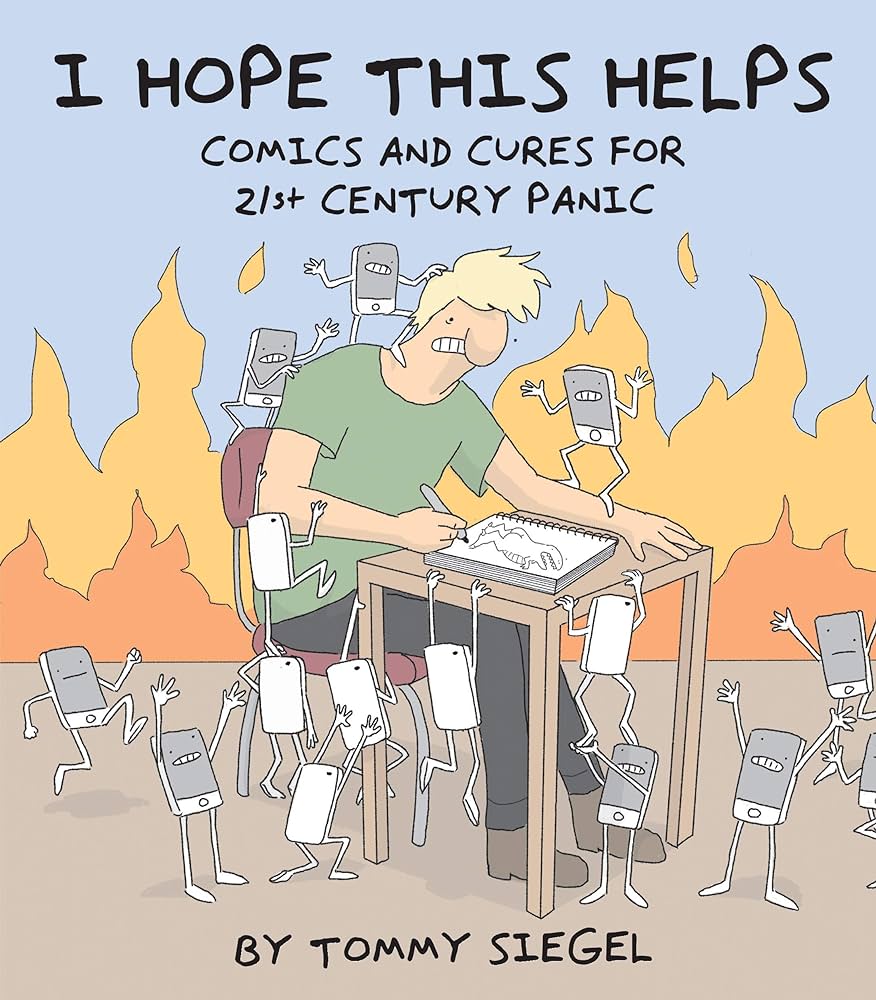 I HOPE THIS HELPS
COMICS AND CURES FOR
21st CENTURY PANIC
BY TOMMY SIEGEL